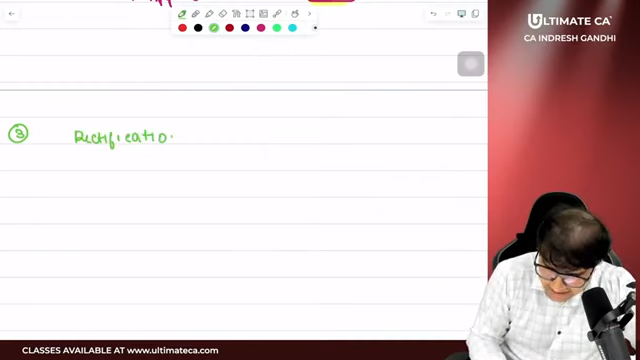 ULTIMATE CA
CA INDRESH GANDHI
3 Rectificatio
CLASSES AVAILABLE AT www.ultimateca.com